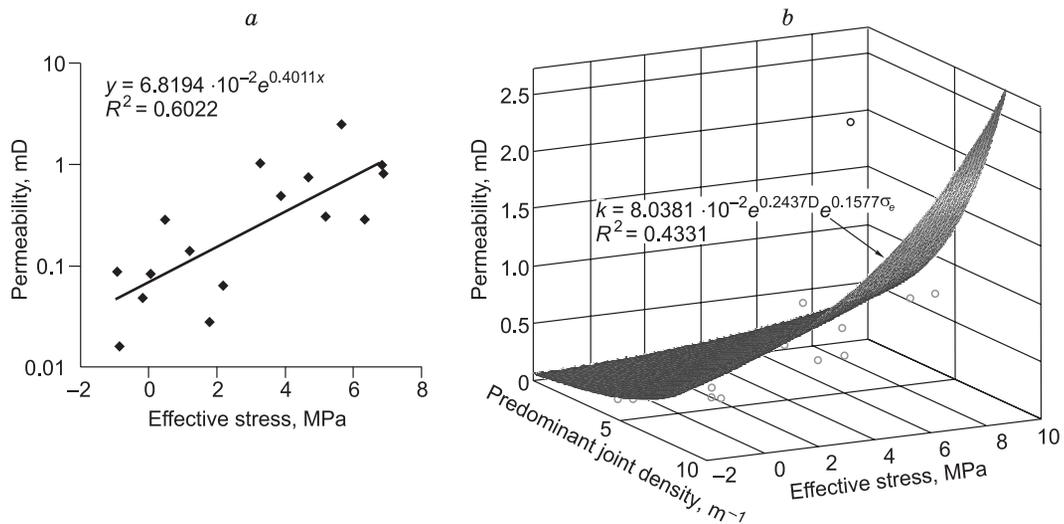 a
10
1
0.1
0.01
Permeability, mD
y = 6.8194 ·10⁻²e^0.4011x
R² = 0.6022
−2
0
2
4
6
8
Effective stress, MPa
b
2.5
2.0
1.5
1.0
0.5
0
Permeability, mD
k = 8.0381 ·10⁻²e^0.2437D e^0.1577σₑ
R² = 0.4331
5
10
Predominant joint density, m⁻¹
−2
0
2
4
6
8
10
Effective stress, MPa